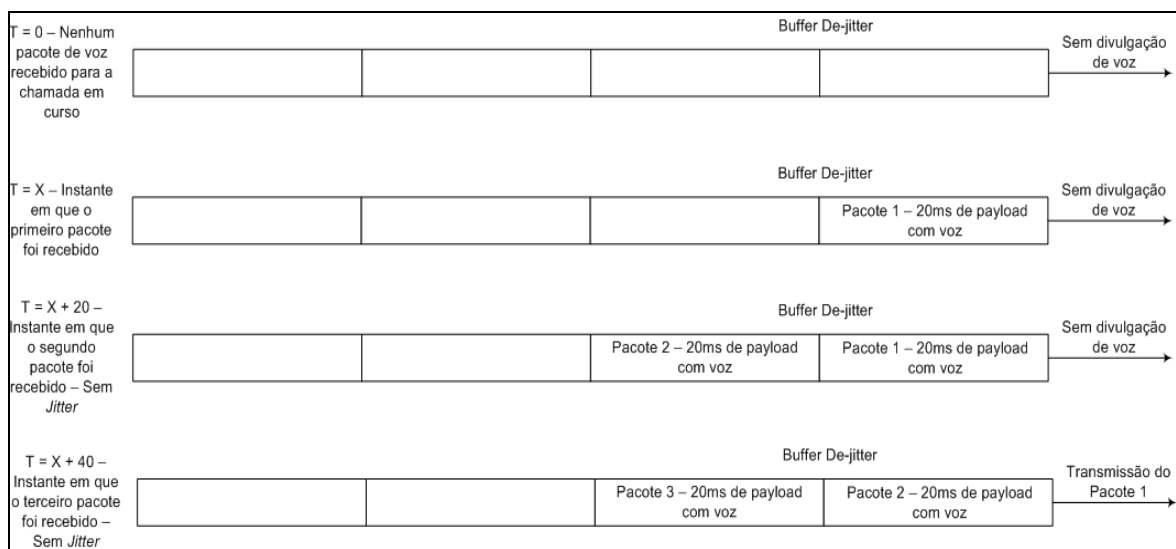 T = 0 – Nenhum
pacote de voz
recebido para a
chamada em
curso
Buffer De-jitter
Sem divulgação
de voz
T = X – Instante
em que o
primeiro pacote
foi recebido
Buffer De-jitter
Pacote 1 – 20ms de payload
com voz
Sem divulgação
de voz
T = X + 20 –
Instante em que
o segundo
pacote foi
recebido – Sem
Jitter
Buffer De-jitter
Pacote 2 – 20ms de payload
com voz
Pacote 1 – 20ms de payload
com voz
Sem divulgação
de voz
T = X + 40 –
Instante em que
o terceiro pacote
foi recebido –
Sem Jitter
Buffer De-jitter
Pacote 3 – 20ms de payload
com voz
Pacote 2 – 20ms de payload
com voz
Transmissão do
Pacote 1